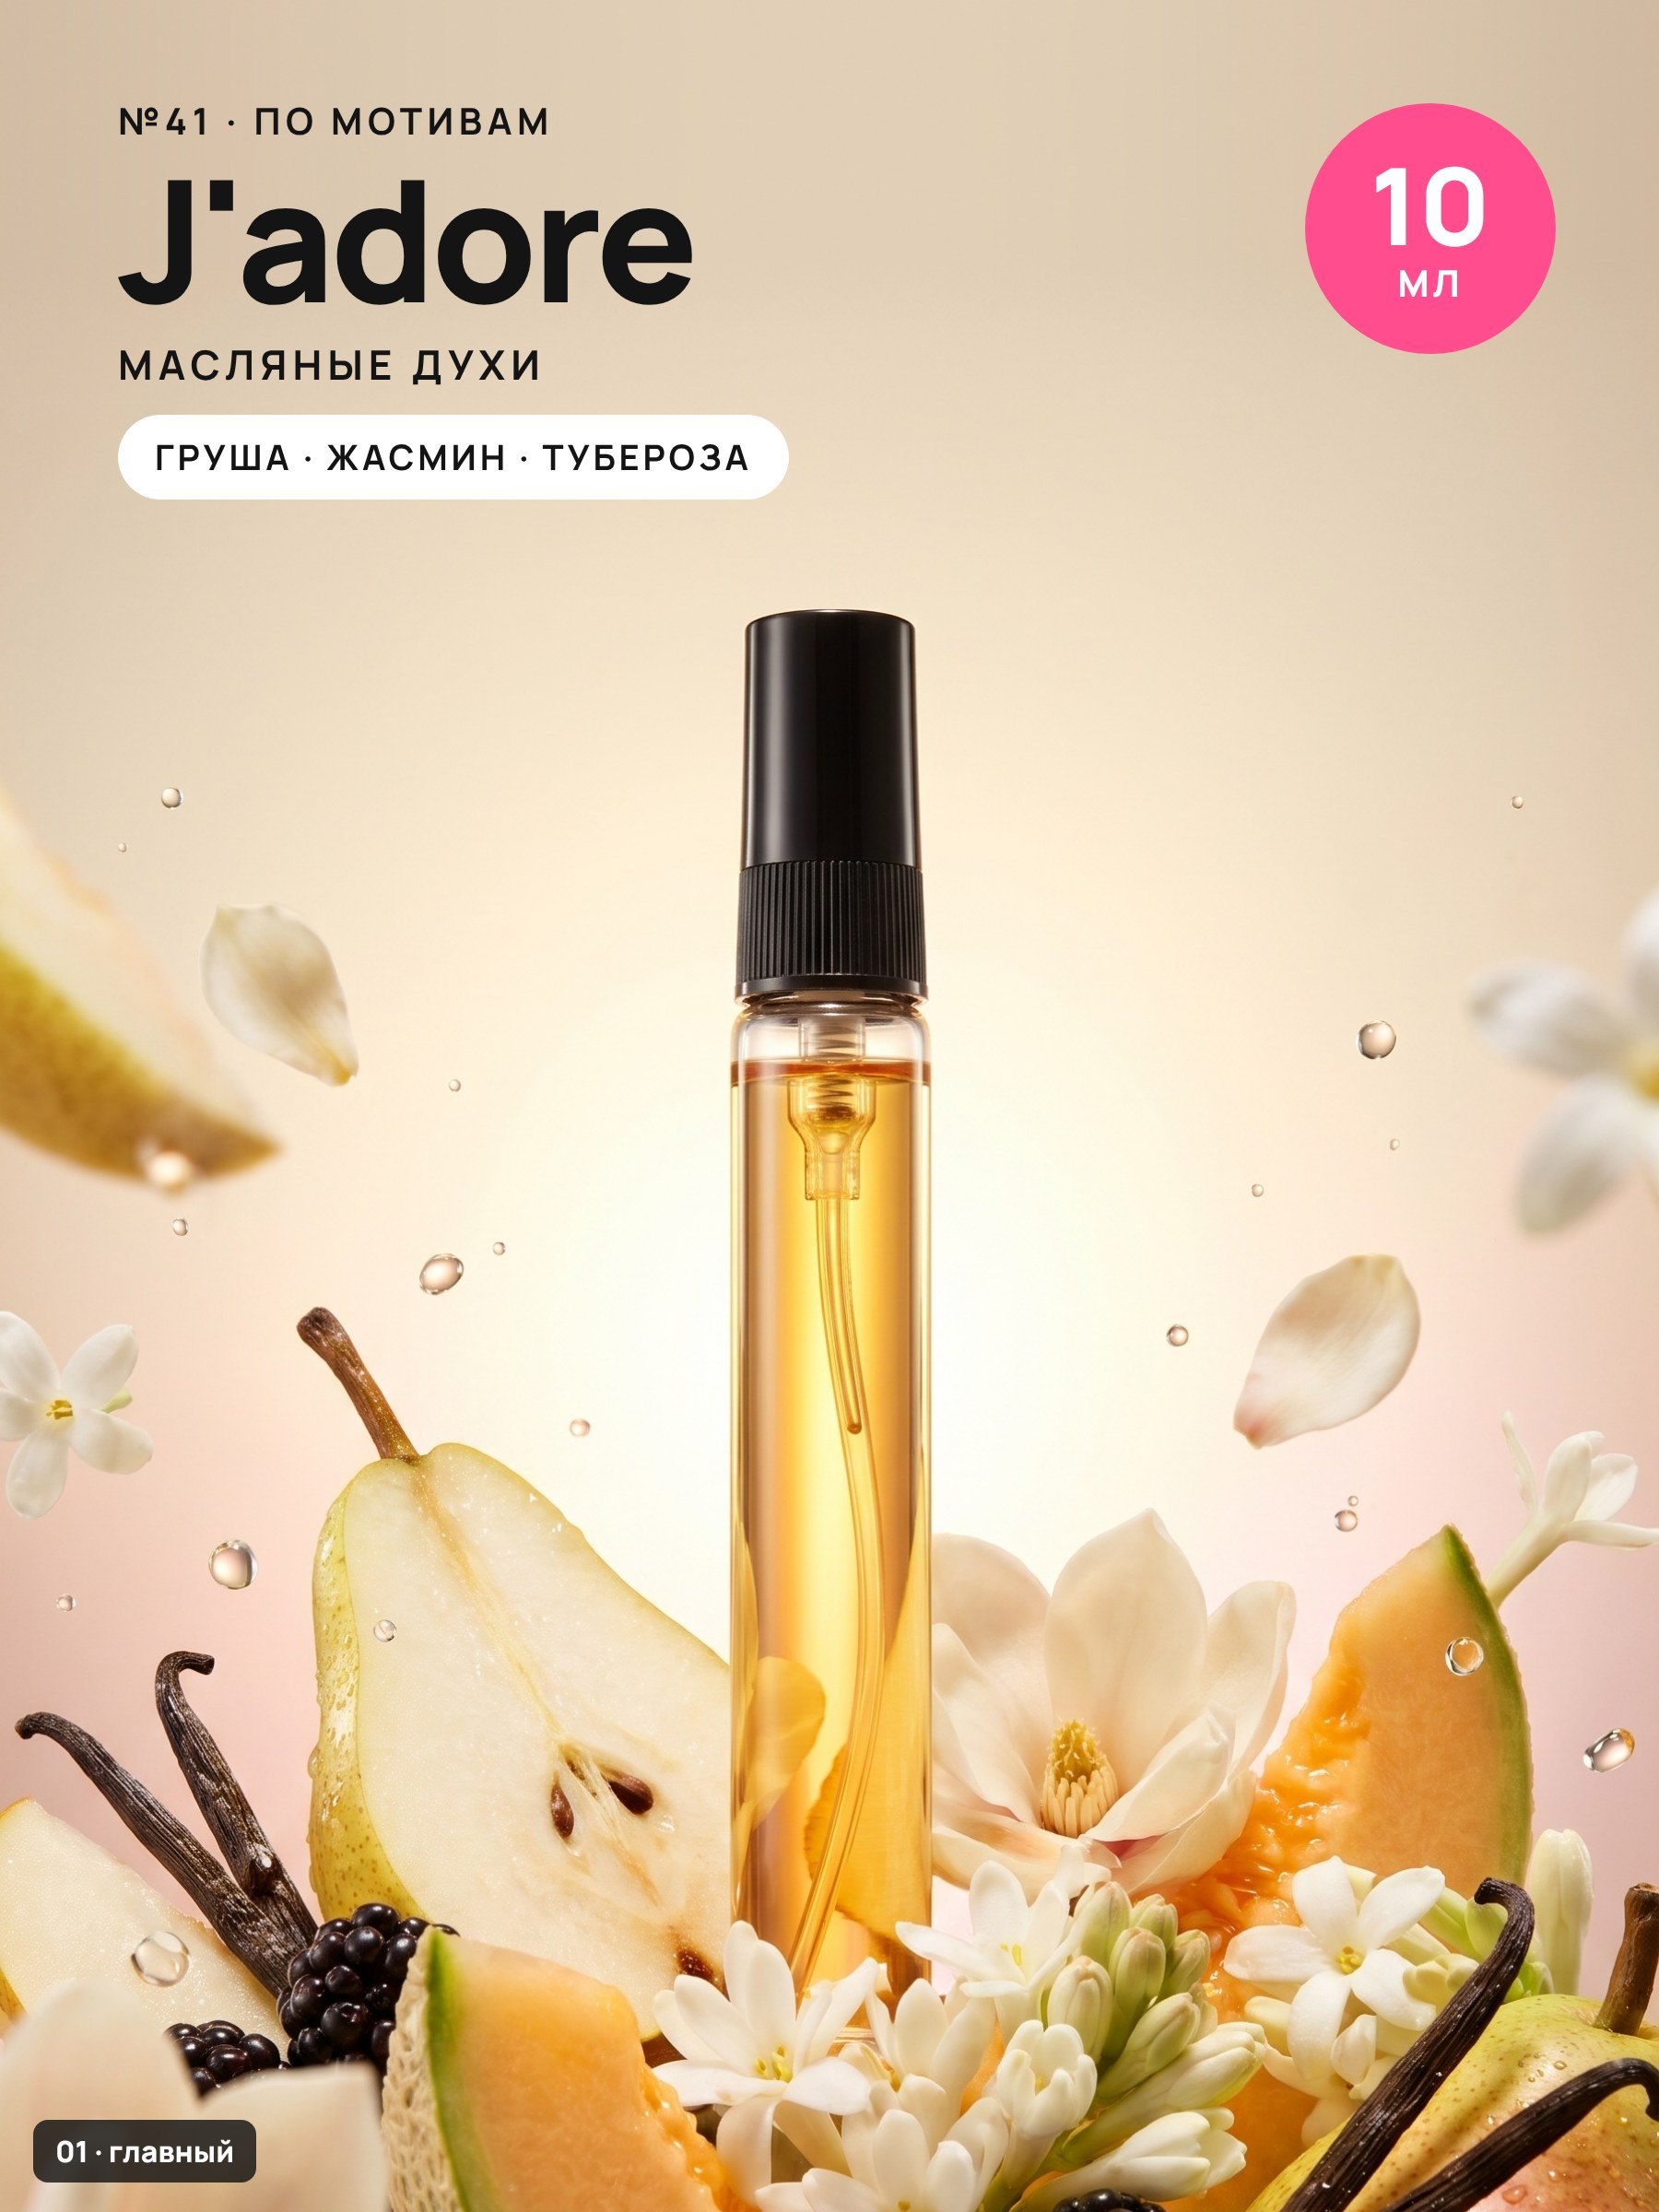 №41 · ПО МОТИВАМ
J'adore
МАСЛЯНЫЕ ДУХИ
ГРУША · ЖАСМИН · ТУБЕРОЗА
10
МЛ
01 · главный